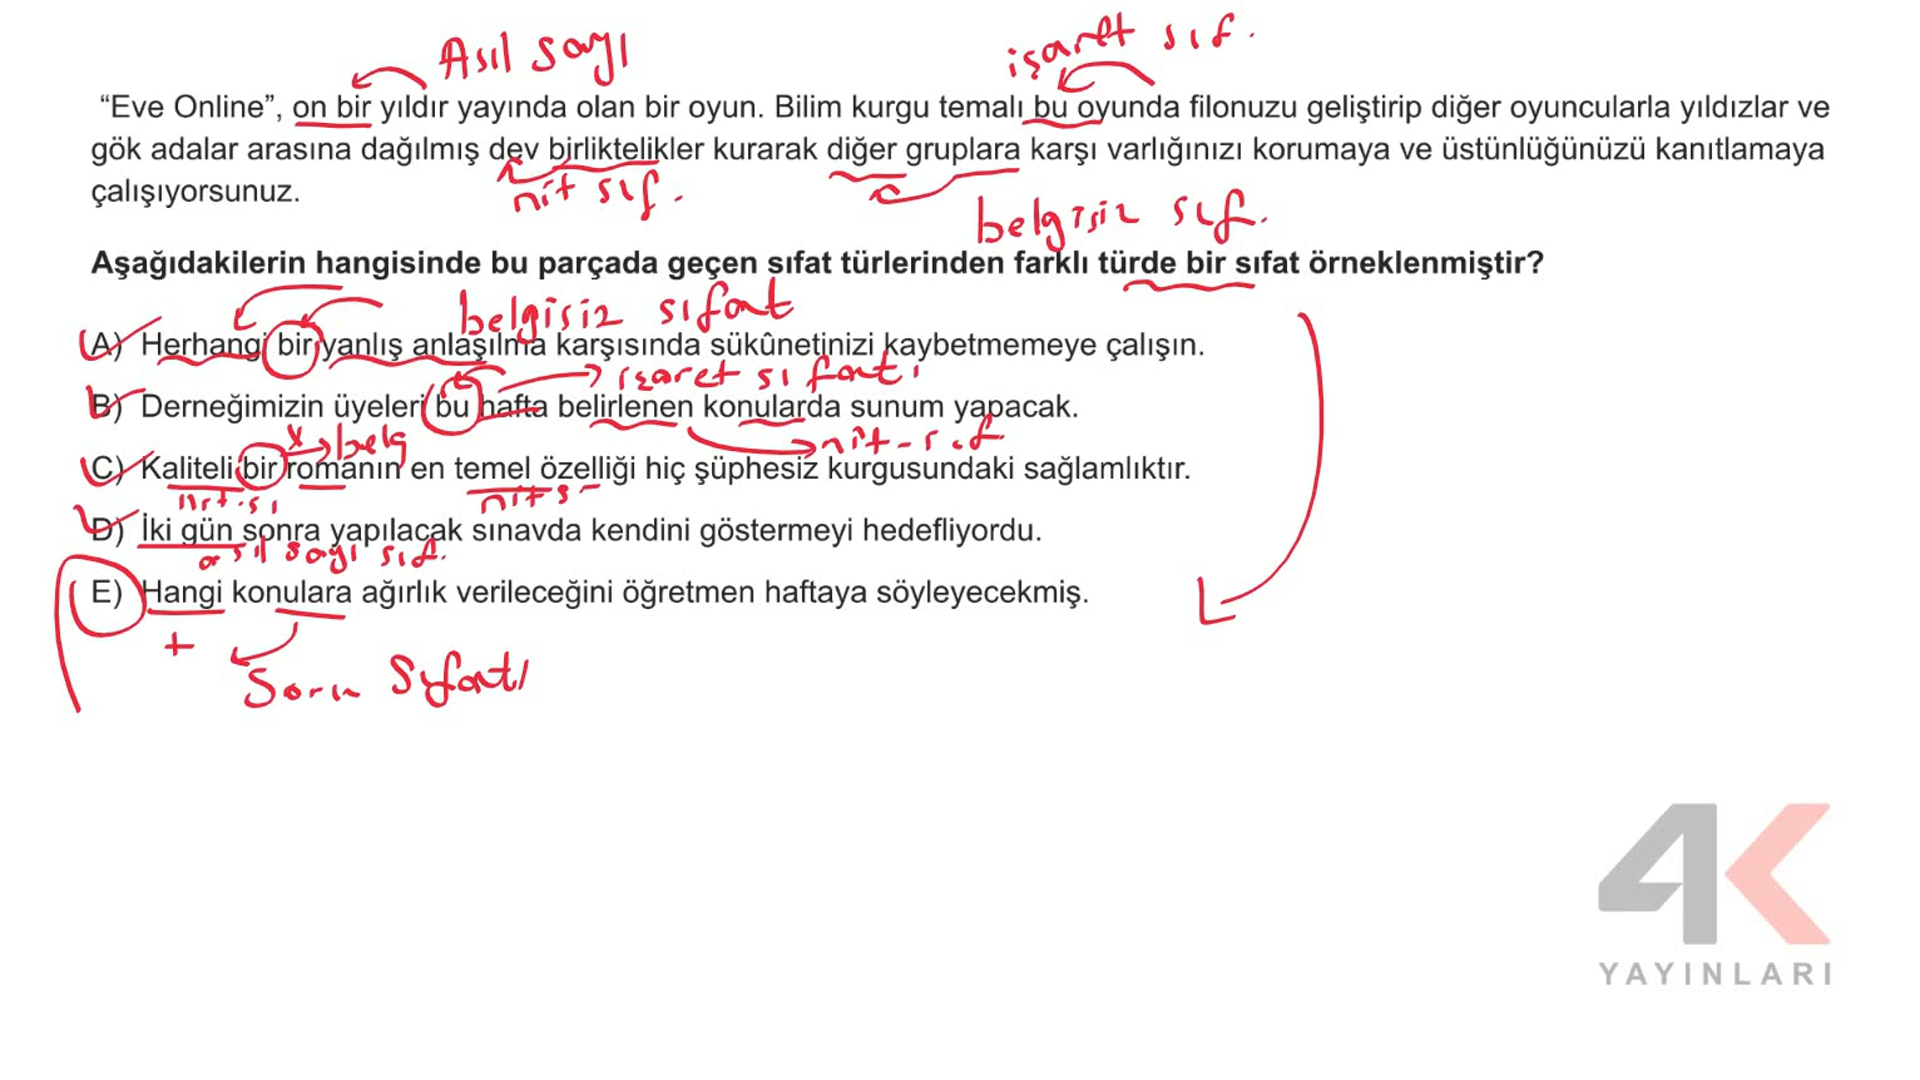 Asıl sayı
işaret sıf.
“Eve Online”, on bir yıldır yayında olan bir oyun. Bilim kurgu temalı bu oyunda filonuzu geliştirip diğer oyuncularla yıldızlar ve
gök adalar arasına dağılmış dev birliktelikler kurarak diğer gruplara karşı varlığınızı korumaya ve üstünlüğünüzü kanıtlamaya
çalışıyorsunuz.
nit sıf.
belgisiz sıf.
Aşağıdakilerin hangisinde bu parçada geçen sıfat türlerinden farklı türde bir sıfat örneklenmiştir?
belgisiz sıfat
A) Herhangi bir yanlış anlaşılma karşısında sükûnetinizi kaybetmemeye çalışın.
işaret sıfatı
B) Derneğimizin üyeleri bu hafta belirlenen konularda sunum yapacak.
belg
nit-sıf
C) Kaliteli bir romanın en temel özelliği hiç şüphesiz kurgusundaki sağlamlıktır.
nit.sı
nit s
D) İki gün sonra yapılacak sınavda kendini göstermeyi hedefliyordu.
asıl sayı sıf.
E) Hangi konulara ağırlık verileceğini öğretmen haftaya söyleyecekmiş.
+
Soru Sıfatı
4K
YAYINLARI